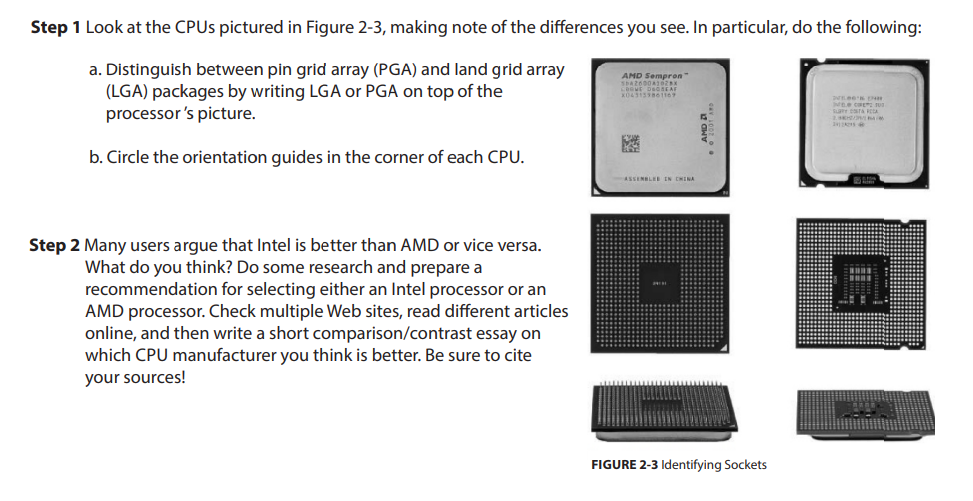 Step 1 Look at the CPUs pictured in Figure 2-3, making note of the differences you see. In particular, do the following:
a. Distinguish between pin grid array (PGA) and land grid array
(LGA) packages by writing LGA or PGA on top of the
processor's picture.
b. Circle the orientation guides in the corner of each CPU.
Step 2 Many users argue that Intel is better than AMD or vice versa.
What do you think? Do some research and prepare a
recommendation for selecting either an Intel processor or an
AMD processor. Check multiple Web sites, read different articles
online, and then write a short comparison/contrast essay on
which CPU manufacturer you think is better. Be sure to cite
your sources!
AMD Sempron™
AMD
© 2001 AMD
ASSEMBLED IN CHINA
FIGURE 2-3 Identifying Sockets